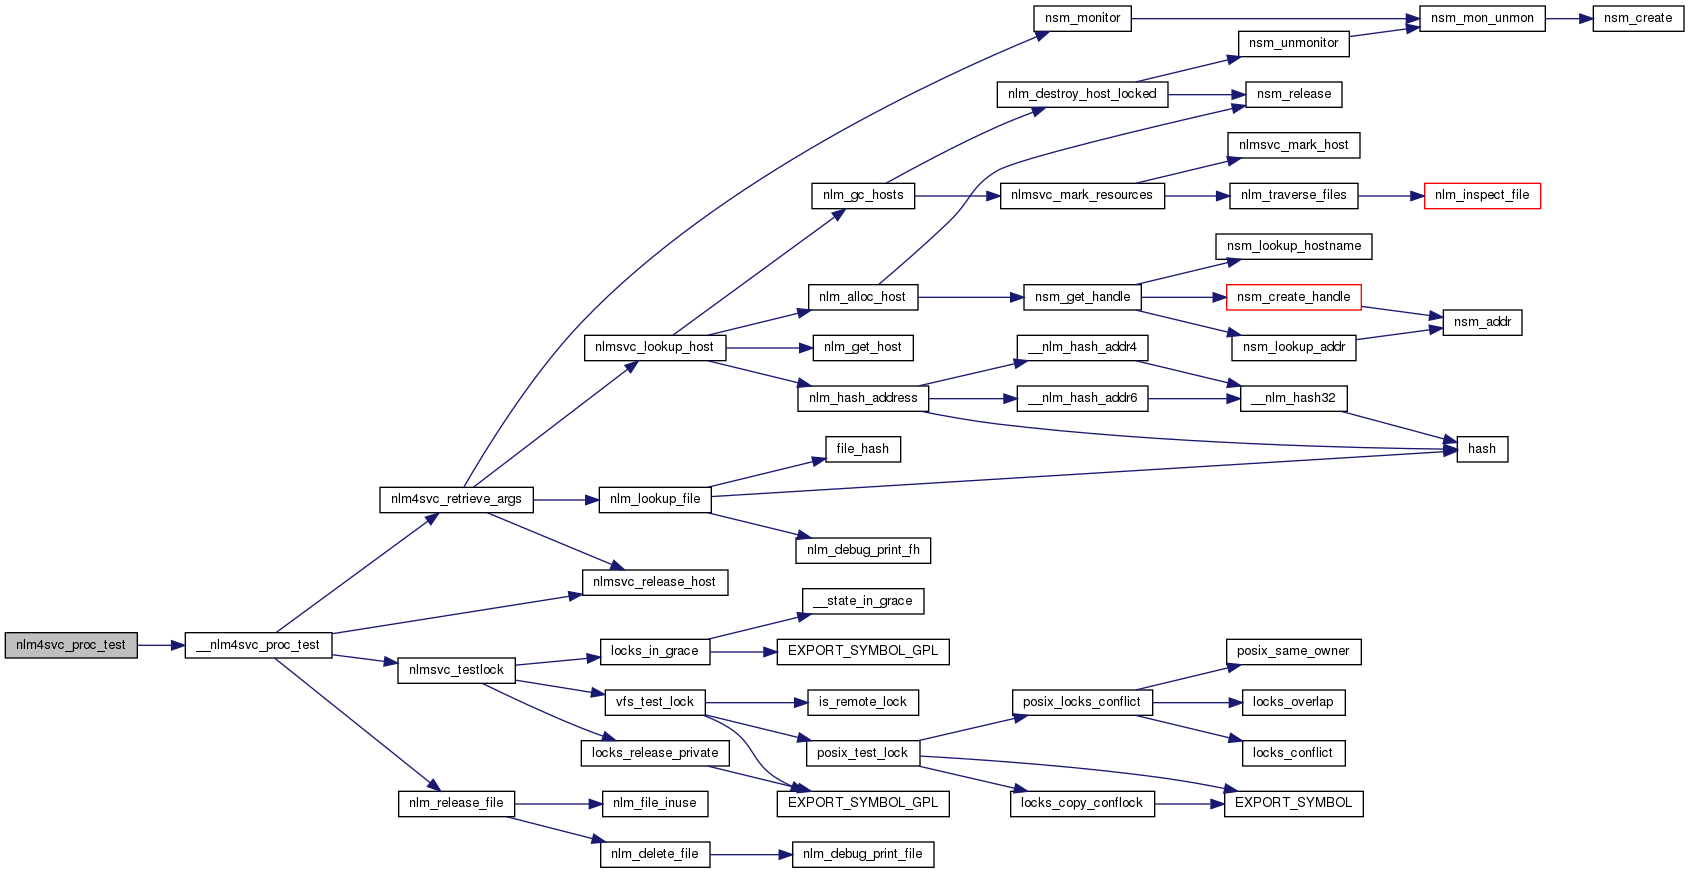 nsm_monitor
nsm_mon_unmon
nsm_create
nsm_unmonitor
nlm_destroy_host_locked
nsm_release
nlmsvc_mark_host
nlm_gc_hosts
nlmsvc_mark_resources
nlm_traverse_files
nlm_inspect_file
nsm_lookup_hostname
nlm_alloc_host
nsm_get_handle
nsm_create_handle
nsm_addr
nlmsvc_lookup_host
nlm_get_host
__nlm_hash_addr4
nsm_lookup_addr
nlm_hash_address
__nlm_hash_addr6
__nlm_hash32
file_hash
hash
nlm4svc_retrieve_args
nlm_lookup_file
nlm_debug_print_fh
nlmsvc_release_host
__state_in_grace
nlm4svc_proc_test
__nlm4svc_proc_test
locks_in_grace
EXPORT_SYMBOL_GPL
posix_same_owner
nlmsvc_testlock
vfs_test_lock
is_remote_lock
posix_locks_conflict
locks_overlap
locks_release_private
posix_test_lock
locks_conflict
nlm_release_file
nlm_file_inuse
EXPORT_SYMBOL_GPL
locks_copy_conflock
EXPORT_SYMBOL
nlm_delete_file
nlm_debug_print_file